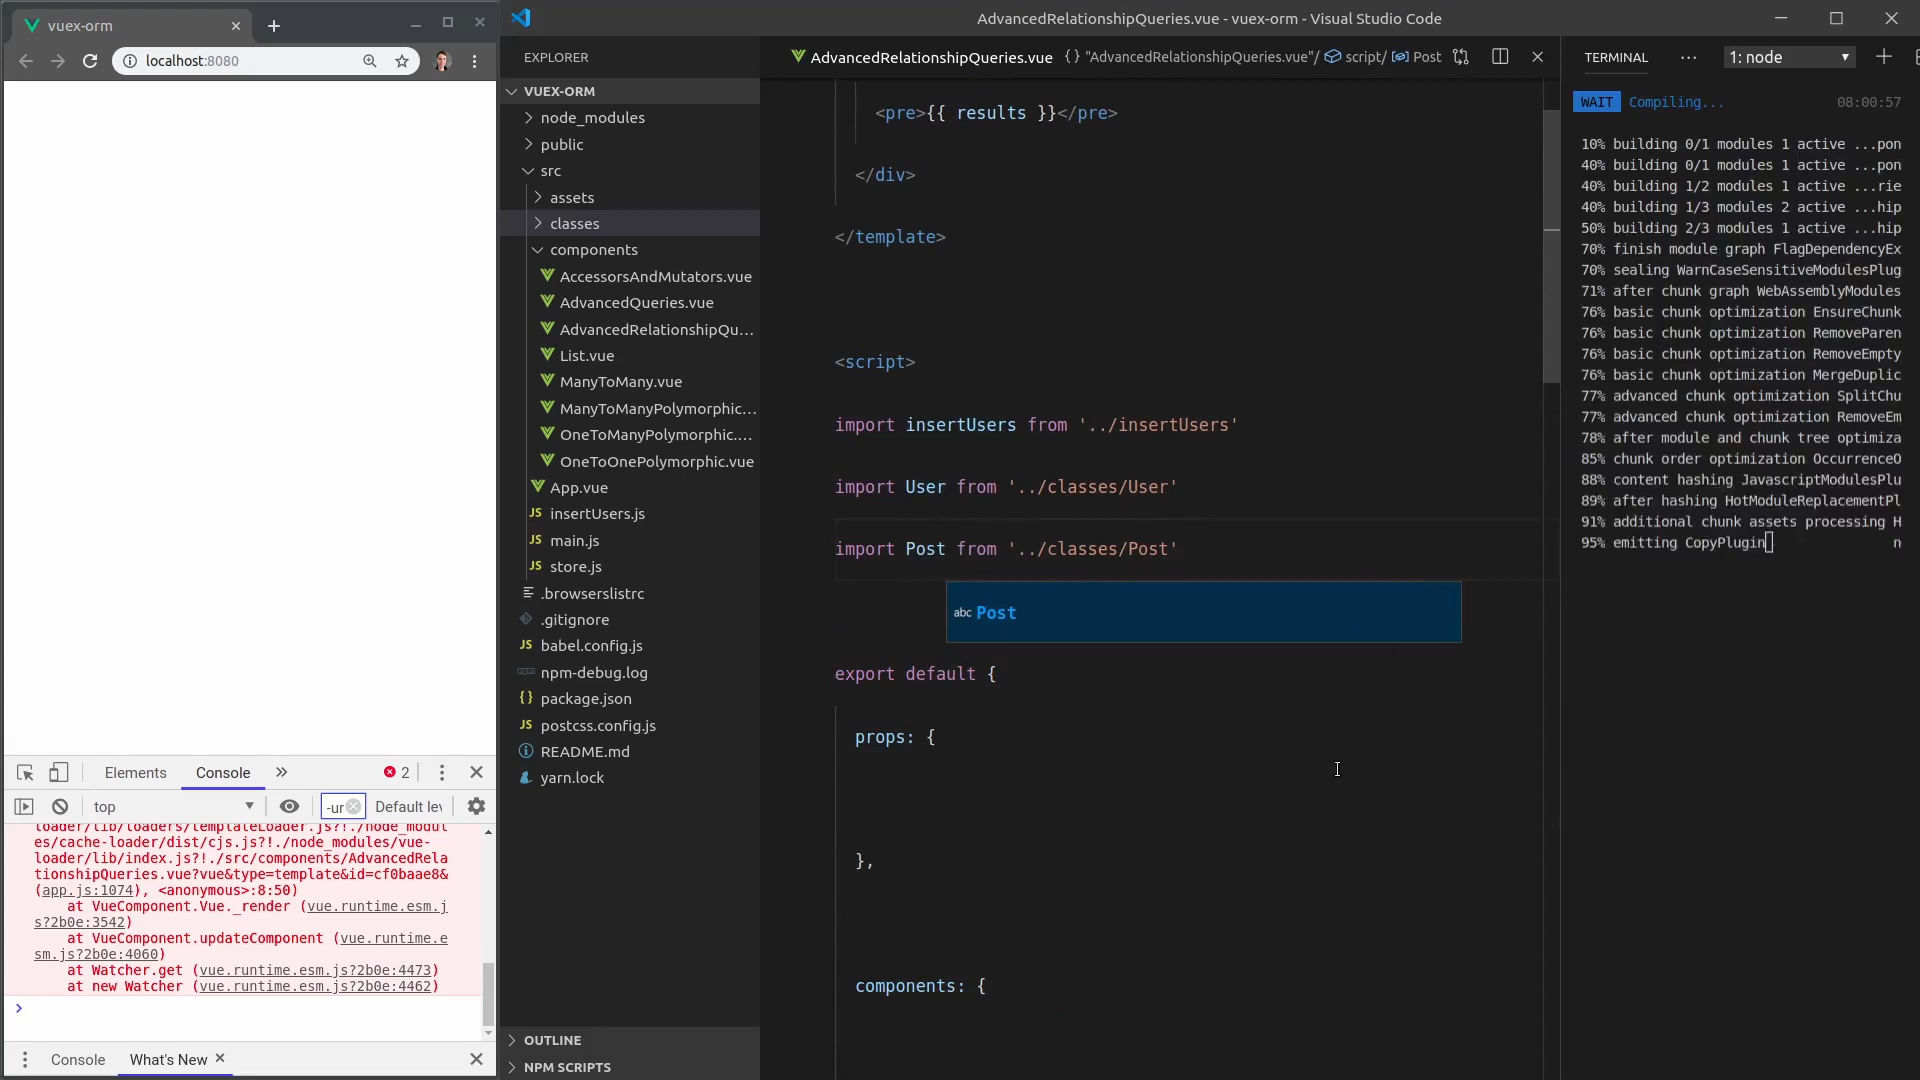 vuex-orm
localhost:8080
Elements
Console
2
top
-ur
Default lev
loader/lib/loaders/templateLoader.js?!./node_modul
es/cache-loader/dist/cjs.js?!./node_modules/vue-
loader/lib/index.js?!./src/components/AdvancedRela
tionshipQueries.vue?vue&type=template&id=cf0baae8&
(app.js:1074), <anonymous>:8:50)
at VueComponent.Vue._render (vue.runtime.esm.j
s?2b0e:3542)
at VueComponent.updateComponent (vue.runtime.e
sm.js?2b0e:4060)
at Watcher.get (vue.runtime.esm.js?2b0e:4473)
at new Watcher (vue.runtime.esm.js?2b0e:4462)
Console
What's New
AdvancedRelationshipQueries.vue - vuex-orm - Visual Studio Code
EXPLORER
VUEX-ORM
node_modules
public
src
assets
classes
components
AccessorsAndMutators.vue
AdvancedQueries.vue
AdvancedRelationshipQu...
List.vue
ManyToMany.vue
ManyToManyPolymorphic...
OneToManyPolymorphic....
OneToOnePolymorphic.vue
App.vue
JS insertUsers.js
JS main.js
JS store.js
.browserslistrc
.gitignore
JS babel.config.js
npm-debug.log
{} package.json
JS postcss.config.js
README.md
yarn.lock
OUTLINE
NPM SCRIPTS
AdvancedRelationshipQueries.vue {} "AdvancedRelationshipQueries.vue"/ script/ Post
<pre>{{ results }}</pre>
</div>
</template>
<script>
import insertUsers from '../insertUsers'
import User from '../classes/User'
import Post from '../classes/Post'
abc Post
export default {
props: {
},
components: {
TERMINAL
1: node
WAIT Compiling... 08:00:57
10% building 0/1 modules 1 active ...pon
40% building 0/1 modules 1 active ...pon
40% building 1/2 modules 1 active ...rie
40% building 1/3 modules 2 active ...hip
50% building 2/3 modules 1 active ...hip
70% finish module graph FlagDependencyEx
70% sealing WarnCaseSensitiveModulesPlug
71% after chunk graph WebAssemblyModules
76% basic chunk optimization EnsureChunk
76% basic chunk optimization RemoveParen
76% basic chunk optimization RemoveEmpty
76% basic chunk optimization MergeDuplic
77% advanced chunk optimization SplitChu
77% advanced chunk optimization RemoveEm
78% after module and chunk tree optimiza
85% chunk order optimization OccurrenceO
88% content hashing JavascriptModulesPlu
89% after hashing HotModuleReplacementPl
91% additional chunk assets processing H
95% emitting CopyPlugin n